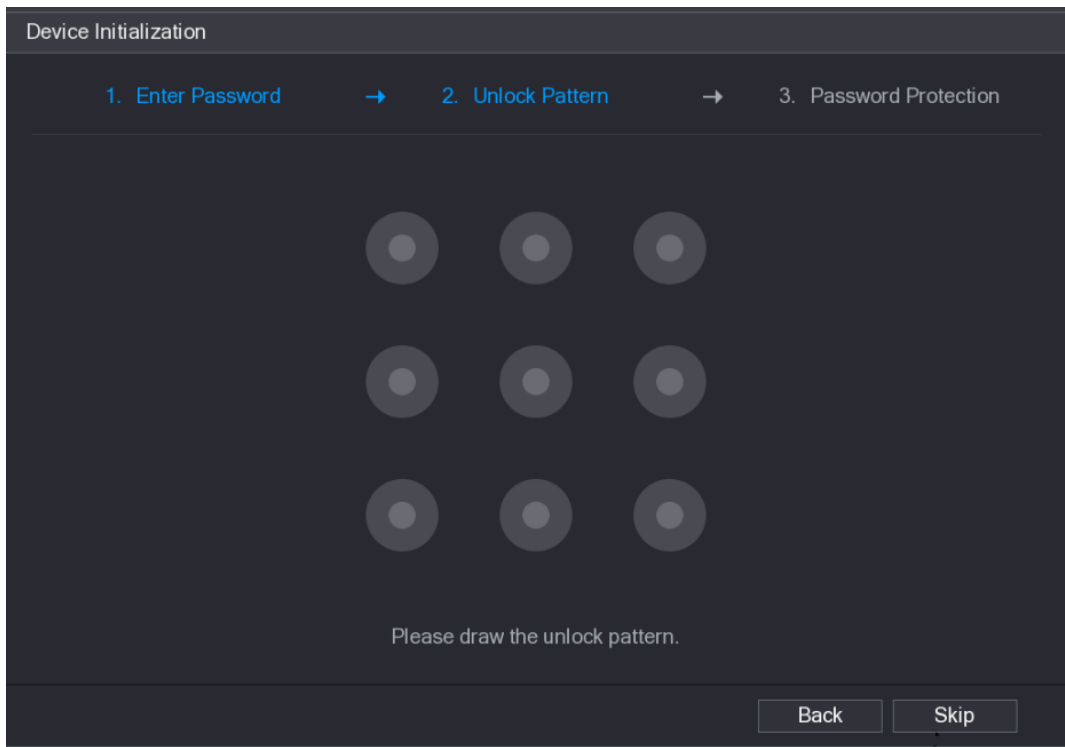 Device Initialization
1. Enter Password → 2. Unlock Pattern → 3. Password Protection
Please draw the unlock pattern.
Back Skip